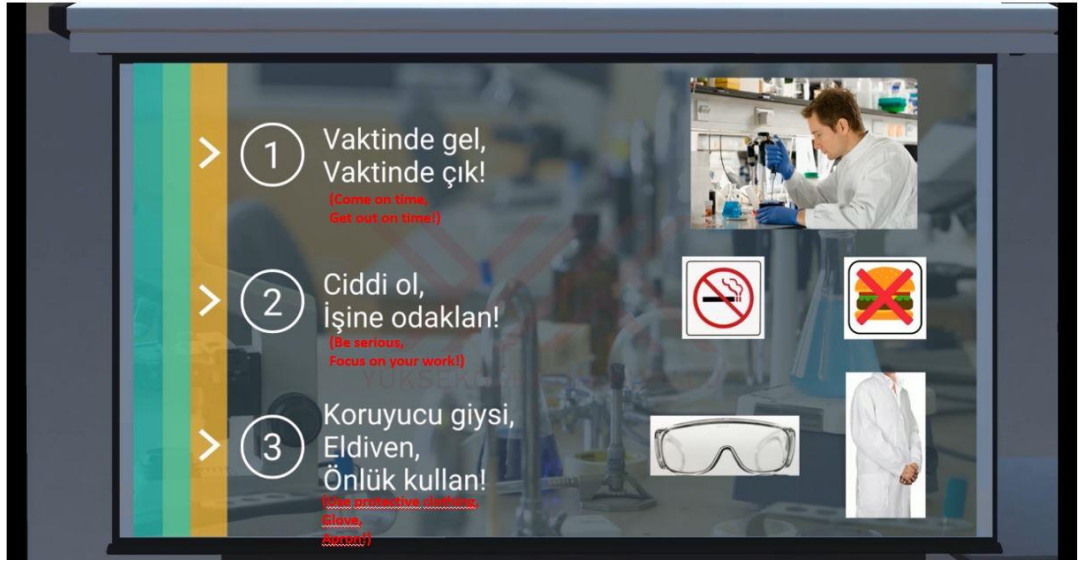 1
Vaktinde gel,
Vaktinde çık!
(Come on time,
Get out on time!)
2
Ciddi ol,
İşine odaklan!
(Be serious,
Focus on your work!)
3
Koruyucu giysi,
Eldiven,
Önlük kullan!
(Use protective clothing,
Glove,
Apron!)